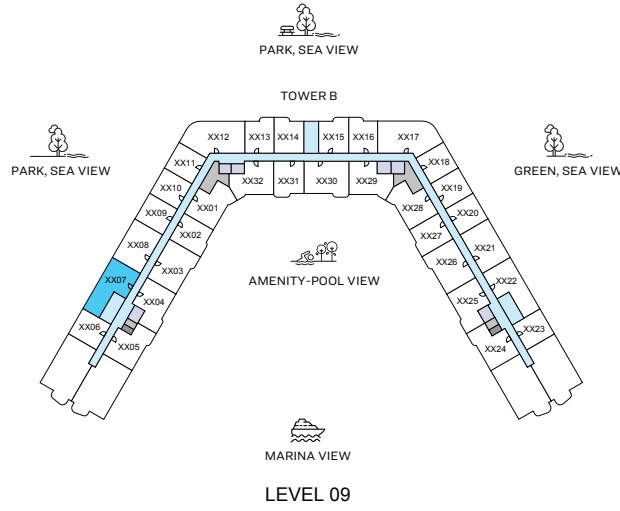 PARK, SEA VIEW
TOWER B
PARK, SEA VIEW
GREEN, SEA VIEW
XX12
XX13
XX14
XX15
XX16
XX17
XX11
XX32
XX31
XX30
XX29
XX18
XX10
XX01
XX28
XX19
XX09
XX02
XX27
XX20
XX08
XX03
XX26
XX21
XX07
XX04
XX25
XX22
XX06
XX05
XX24
XX23
AMENITY-POOL VIEW
MARINA VIEW
LEVEL 09